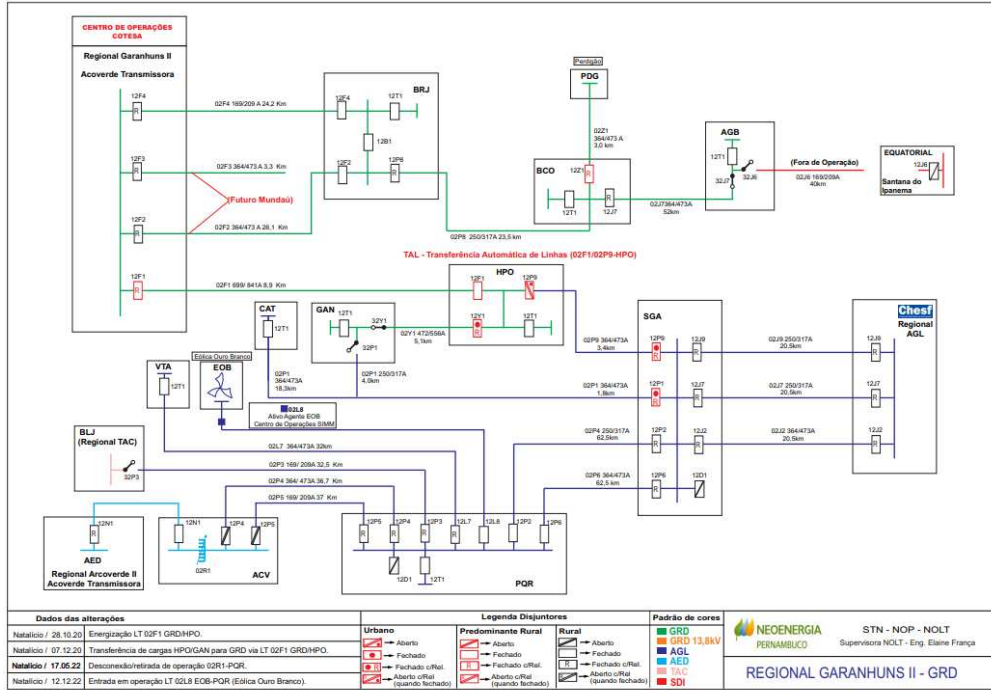 CENTRO DE OPERAÇÕES
COTESA
Regional Garanhuns II
Acoverde Transmissora
12F4
R
02F4 169/209 A 24,2 Km
12F3
R
02F3 364/473 A 3,3 Km
(Futuro Mundaú)
12F2
R
02F2 364/473 A 26,1 Km
12F1
R
02F1 699/ 841A 8,9 Km
BRJ
12F4
12T1
12B1
12F2
12P8
R
02P8 250/317A 23,5 km
Perdigão
PDG
02Z1
364/473 A
3,0 km
BCO
12Z1
R
12T1
12J7
R
02J7364/473A
52km
AGB
12T1
32J7
32J6
(Fora de Operação)
02J6 169/209A
40km
EQUATORIAL
12J6
Santana do
Ipanema
TAL - Transferência Automática de Linhas (02F1/02P9-HPO)
HPO
12F1
12P9
12Y1
R
12T1
02Y1 472/556A
5,1km
GAN
12T1
32Y1
32P1
02P1 250/317A
4,0km
CAT
12T1
02P1
364/473A
18,3km
VTA
12T1
Eólica Ouro Branco
EOB
02L8
Ativo Agente EOB
Centro de Operações SIMM
BLJ
(Regional TAC)
32P3
02L7 364/473A 32km
02P3 169/ 209A 32,5 Km
02P4 364/ 473A 36,7 Km
02P5 169/ 209A 37 Km
SGA
02P9 364/473A
3,4km
12P9
R
12J9
R
02J9 250/317A
20,5km
02P1 364/473A
1,8km
12P1
R
12J7
R
02J7 250/317A
20,5km
02P4 250/317A
62,5km
12P2
R
12J2
R
02J2 364/473A
20,5km
02P6 364/473A
62,5 km
12P6
R
12D1
Chesf
Regional
AGL
12J9
R
12J7
R
12J2
R
12N1
R
AED
Regional Arcoverde II
Acoverde Transmissora
12N1
12P4
12P5
02R1
ACV
12P5
R
12P4
R
12P3
R
12L7
R
12L8
12P2
12P6
R
12D1
12T1
PQR
Dados das alterações
Natalício / 28.10.20 Energização LT 02F1 GRD/HPO.
Natalício / 07.12.20 Transferência de cargas HPO/GAN para GRD via LT 02F1 GRD/HPO.
Natalício / 17.05.22 Desconexão/retirada de operação 02R1-PQR.
Natalício / 12.12.22 Entrada em operação LT 02L8 EOB-PQR (Eólica Ouro Branco).
Legenda Disjuntores
Urbano
Aberto
Fechado
R Fechado c/Rel.
Aberto c/Rel.
(quando fechado)
Predominante Rural
Aberto
Fechado
R Fechado c/Rel.
Aberto c/Rel.
(quando fechado)
Rural
Aberto
Fechado
R Fechado c/Rel.
Aberto c/Rel
(quando fechado)
Padrão de cores
GRD
GRD 13,8kV
AGL
AED
TAC
SDI
NEOENERGIA
PERNAMBUCO
STN - NOP - NOLT
Supervisora NOLT - Eng. Elaine França
REGIONAL GARANHUNS II - GRD